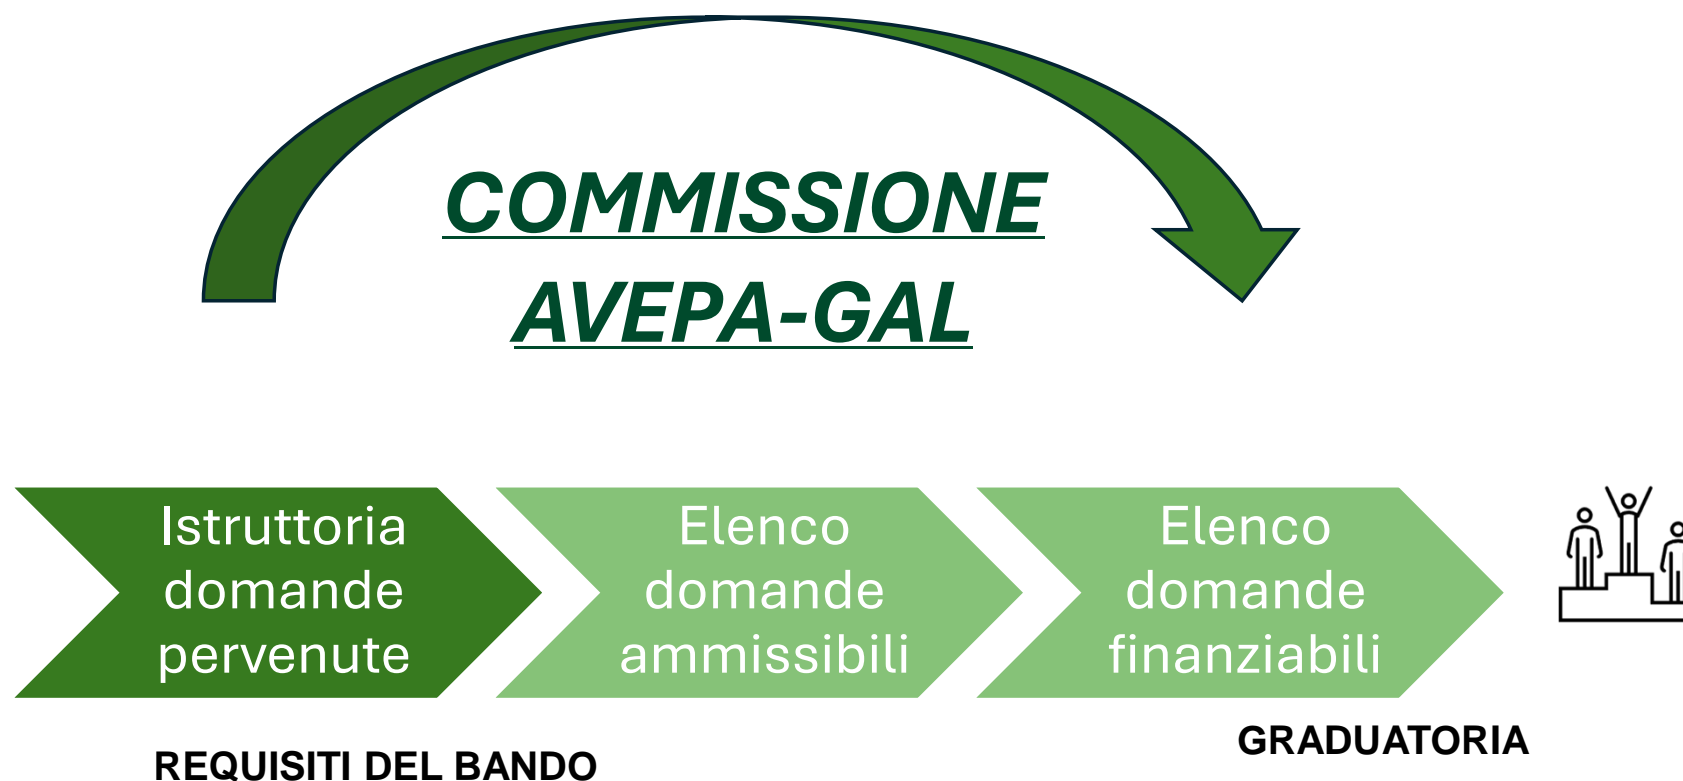 COMMISSIONE
AVEPA-GAL
Istruttoria
domande
pervenute
Elenco
domande
ammissibili
Elenco
domande
finanziabili
REQUISITI DEL BANDO
GRADUATORIA